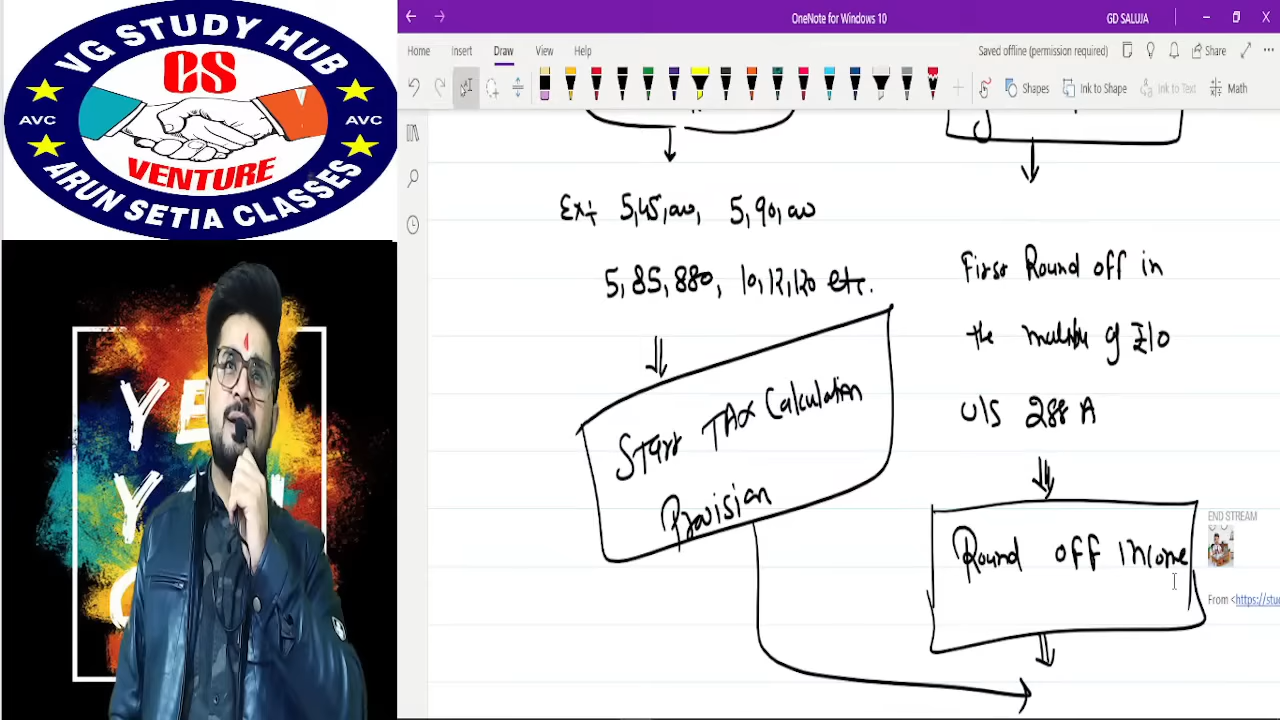 VG STUDY HUB
CS
AVC
AVC
VENTURE
ARUN SETIA CLASSES
YE
Y
OneNote for Windows 10
GD SALUJA
Home
Insert
Draw
View
Help
Saved offline (permission required)
Share
Shapes
Ink to Shape
Ink to Text
Math
Ex:- 5,45,000, 5,90,000
5,85,880, 10,12,120 etc.
Start TAX Calculation
Provision
First Round off in
the multiple of ₹10
U/S 288 A
Round off income
END STREAM
From <https://stu